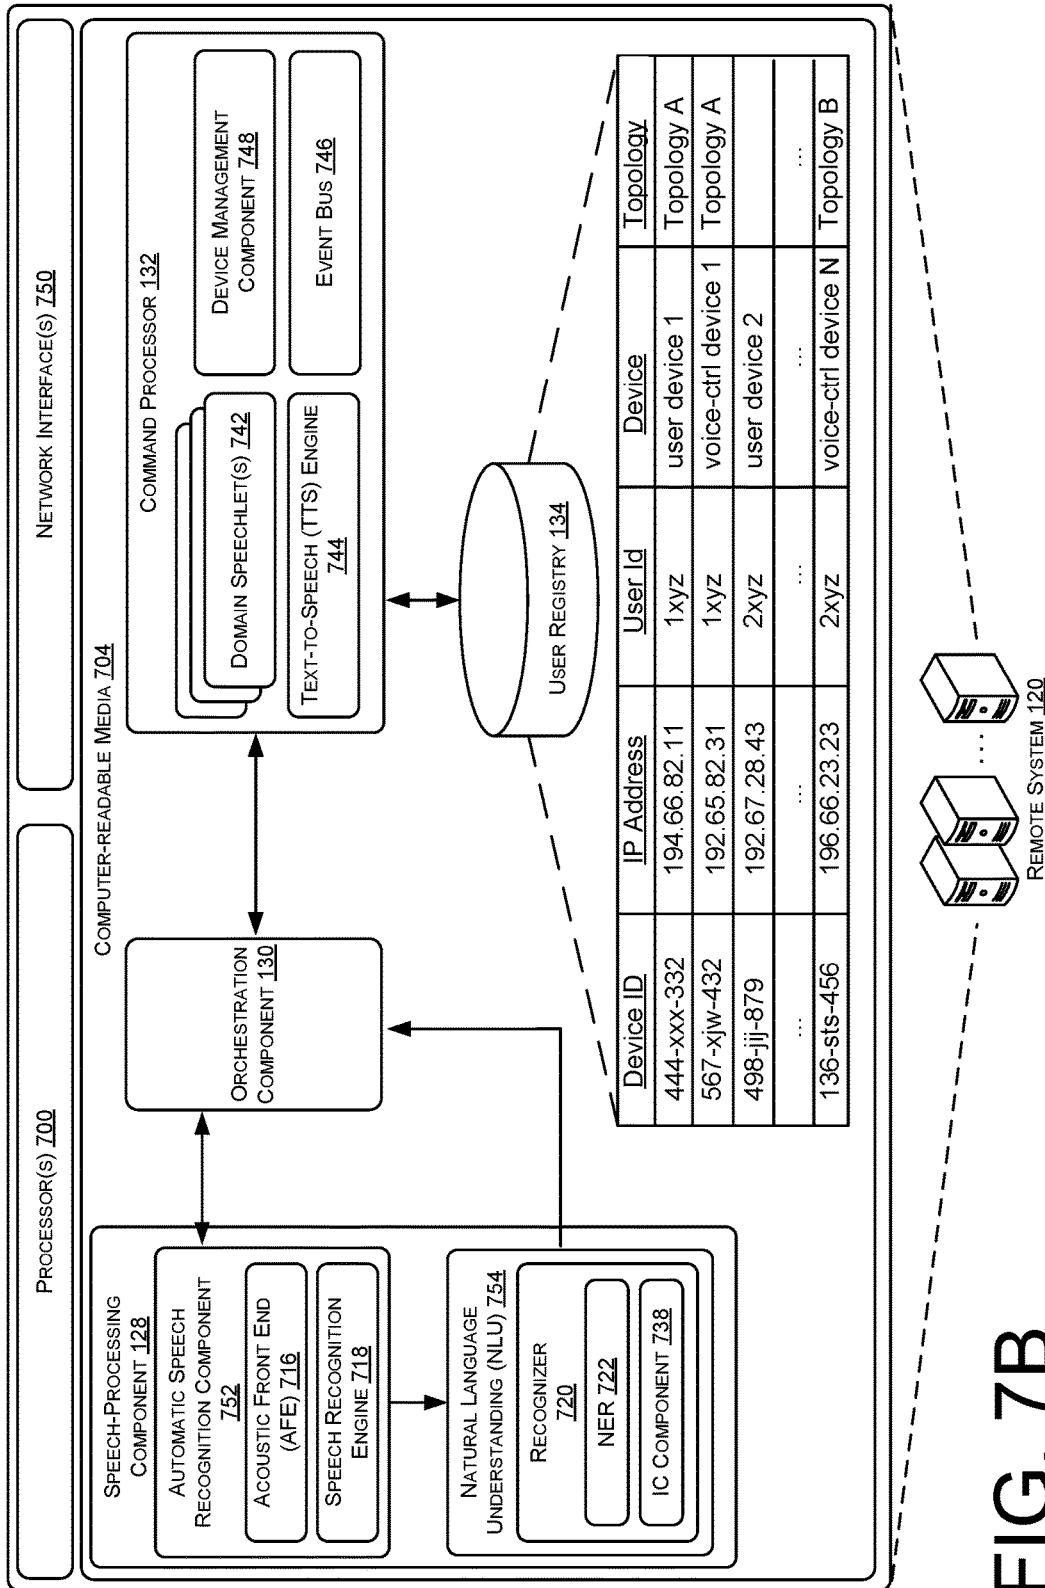 PROCESSOR(S) 700
NETWORK INTERFACE(S) 750
COMPUTER-READABLE MEDIA 704
SPEECH-PROCESSING
COMPONENT 128
AUTOMATIC SPEECH
RECOGNITION COMPONENT
752
ACOUSTIC FRONT END
(AFE) 716
SPEECH RECOGNITION
ENGINE 718
NATURAL LANGUAGE
UNDERSTANDING (NLU) 754
RECOGNIZER
720
NER 722
IC COMPONENT 738
ORCHESTRATION
COMPONENT 130
COMMAND PROCESSOR 132
DOMAIN SPEECHLET(S) 742
DEVICE MANAGEMENT
COMPONENT 748
TEXT-TO-SPEECH (TTS) ENGINE
744
EVENT BUS 746
USER REGISTRY 134
Device ID IP Address User Id Device Topology
444-xxx-332 194.66.82.11 1xyz user device 1 Topology A
567-xjw-432 192.65.82.31 1xyz voice-ctrl device 1 Topology A
498-jij-879 192.67.28.43 2xyz user device 2
... ... ... ... ...
136-sts-456 196.66.23.23 2xyz voice-ctrl device N Topology B
....
REMOTE SYSTEM 120
FIG. 7B